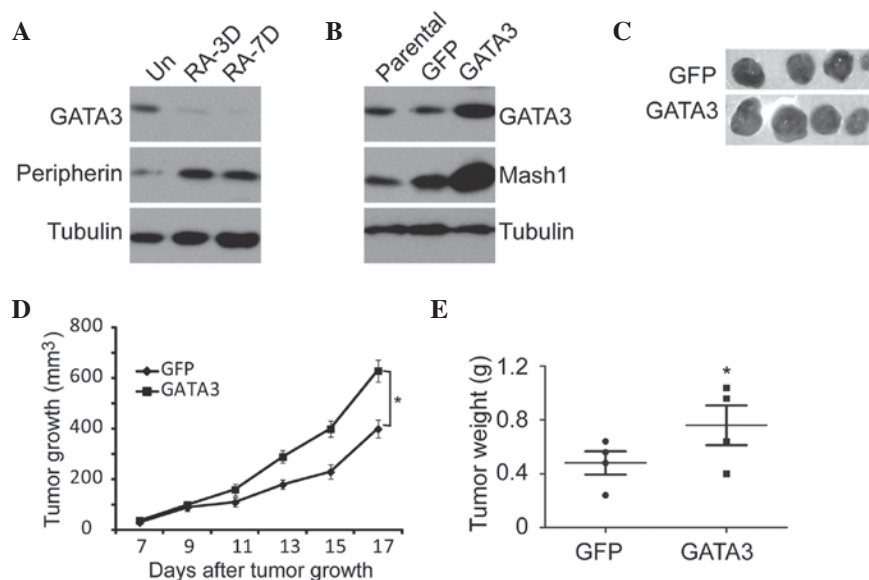 A
Un
RA-3D
RA-7D
GATA3
Peripherin
Tubulin
B
Parental
GFP
GATA3
GATA3
Mash1
Tubulin
C
GFP
GATA3
D
Tumor growth (mm³)
800
600
400
200
0
GFP
GATA3
*
7 9 11 13 15 17
Days after tumor growth
E
Tumor weight (g)
1.2
0.8
0.4
0
*
GFP GATA3